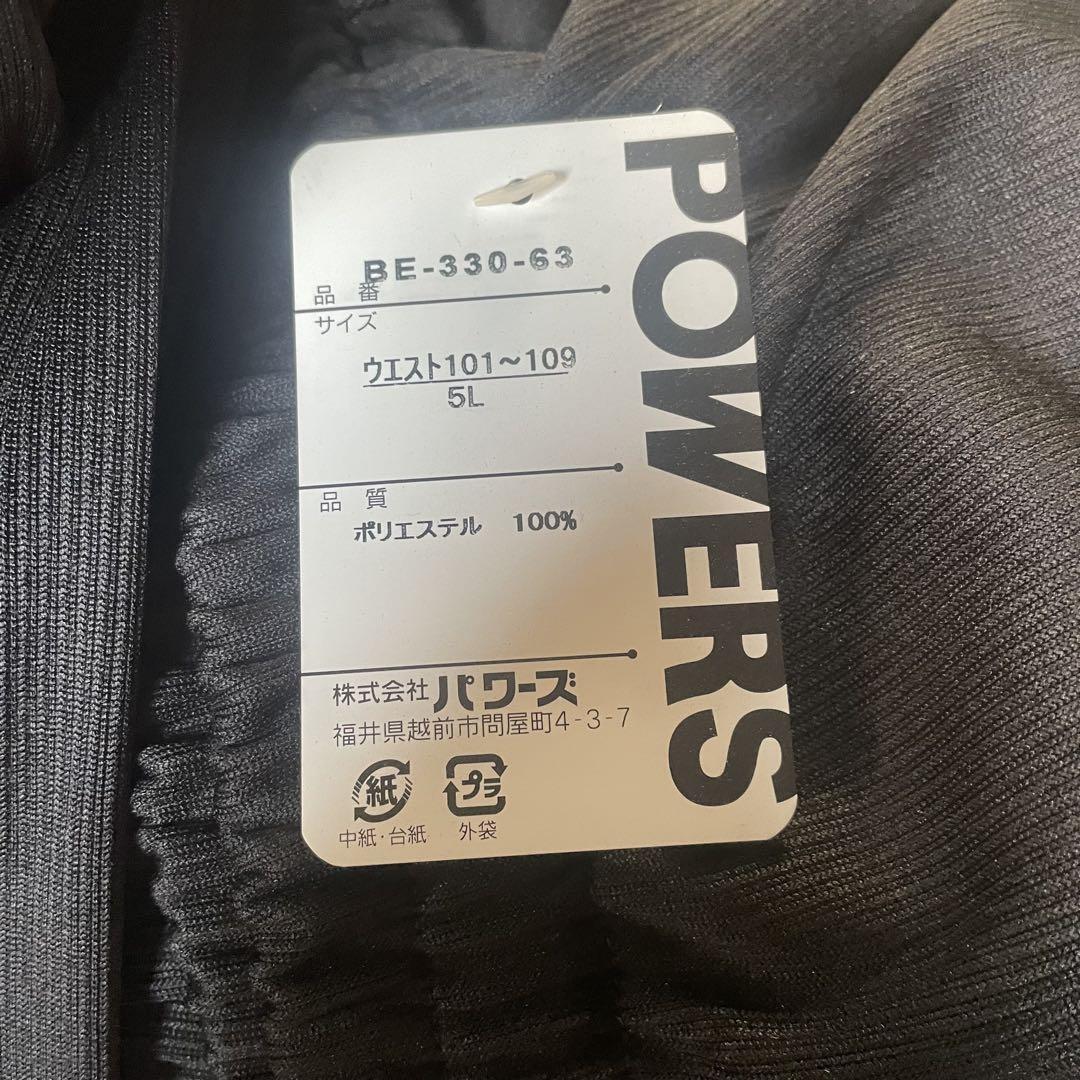 BE-330-63
品 番
サイズ
ウエスト101～109
5L
品 質
ポリエステル 100%
株式会社パワーズ
福井県越前市問屋町4-3-7
紙
プラ
中紙・台紙
外袋
POWERS